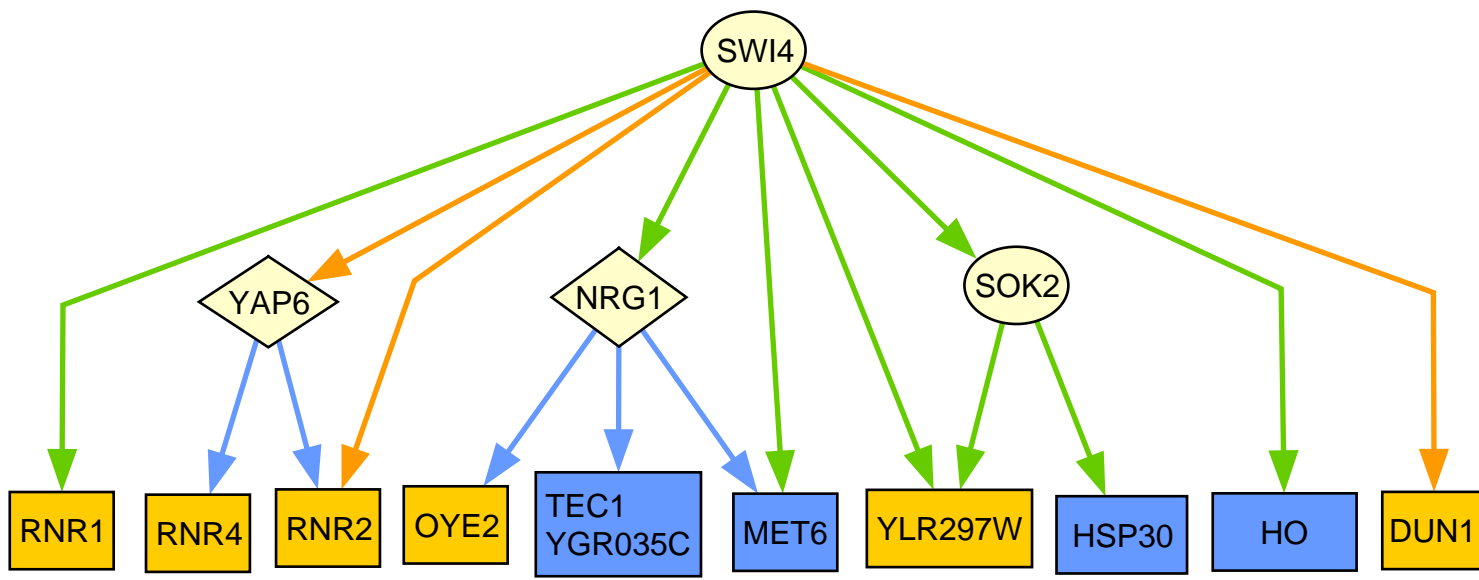 SWI4
YAP6
NRG1
SOK2
RNR1
RNR4
RNR2
OYE2
TEC1
YGR035C
MET6
YLR297W
HSP30
HO
DUN1